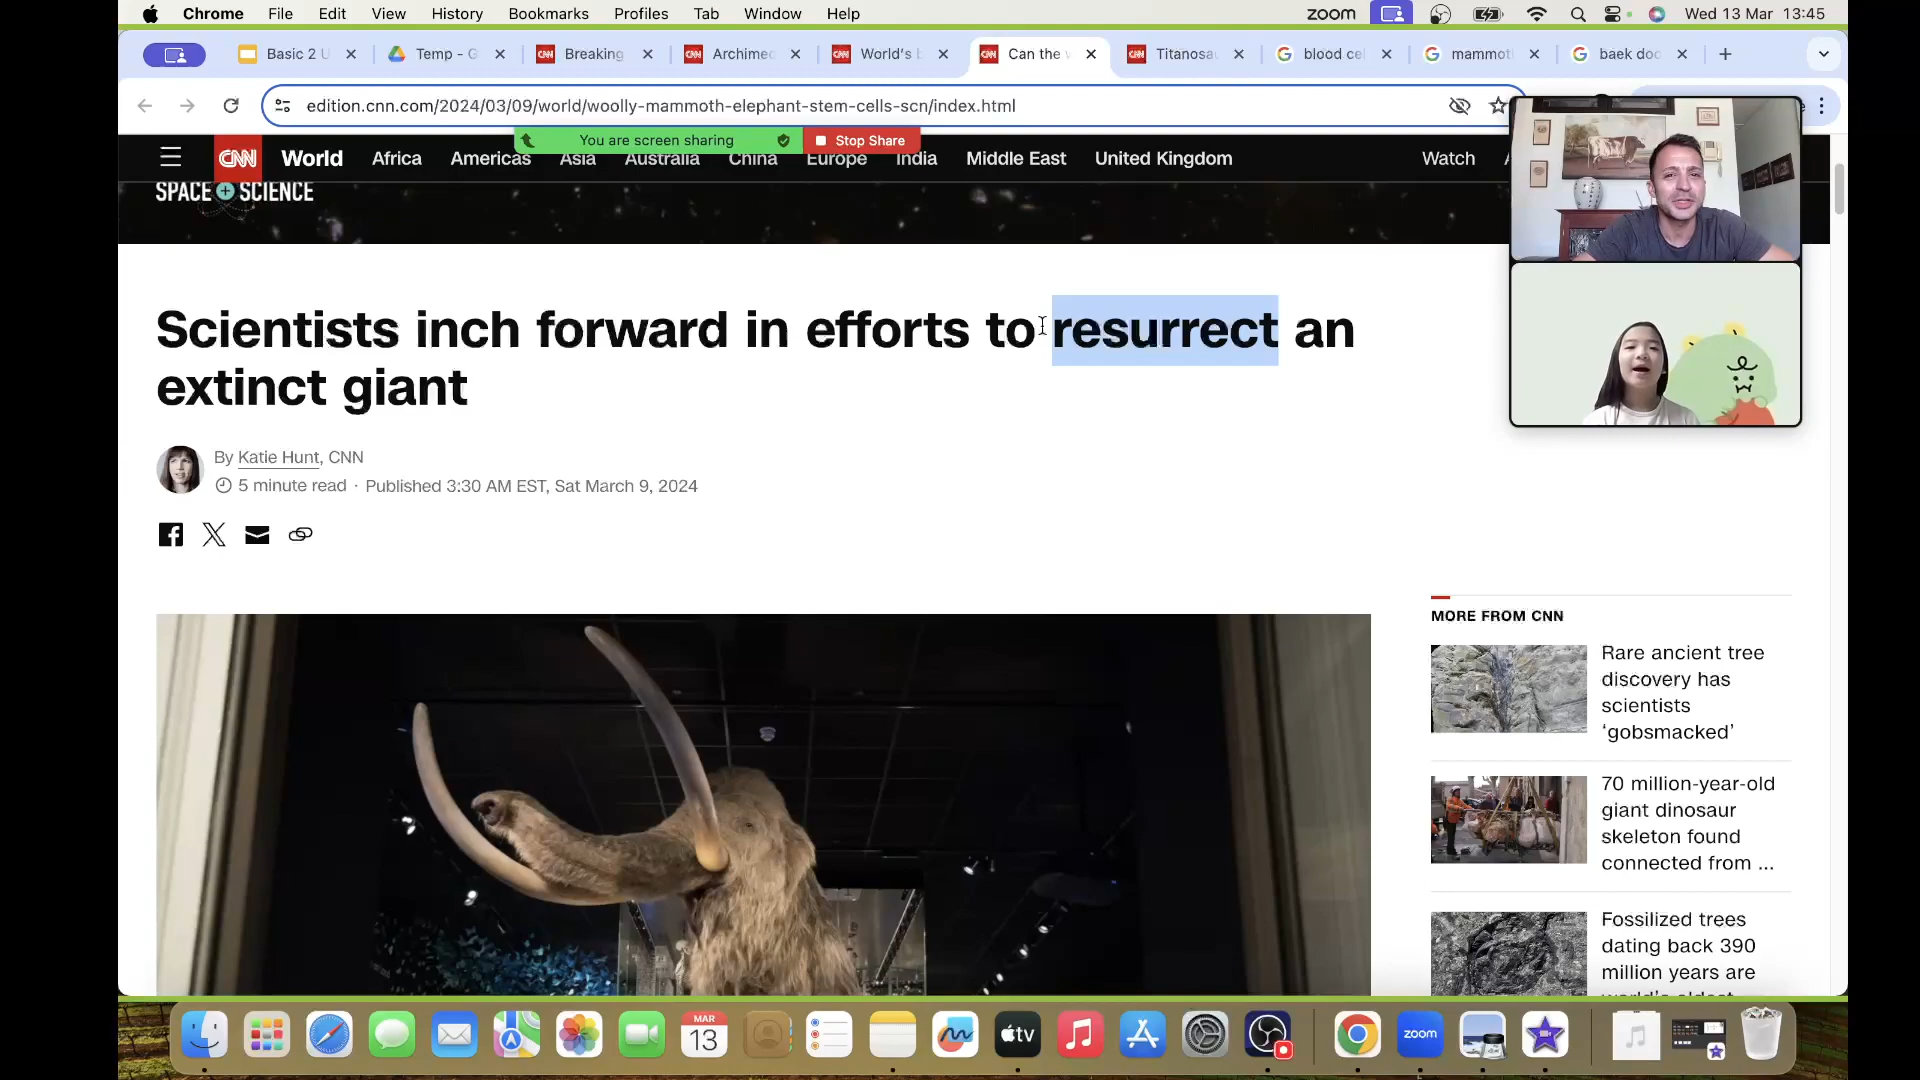 Chrome File Edit View History Bookmarks Profiles Tab Window Help zoom Wed 13 Mar 13:45
Basic 2 U Temp - G Breaking Archimed World's b Can the w Titanosau blood cel mammoth baek doo
edition.cnn.com/2024/03/09/world/woolly-mammoth-elephant-stem-cells-scn/index.html
You are screen sharing Stop Share
CNN World Africa Americas Asia Australia China Europe India Middle East United Kingdom Watch
SPACE + SCIENCE
Scientists inch forward in efforts to resurrect an
extinct giant
By Katie Hunt, CNN
5 minute read · Published 3:30 AM EST, Sat March 9, 2024
MORE FROM CNN
Rare ancient tree
discovery has
scientists
‘gobsmacked’
70 million-year-old
giant dinosaur
skeleton found
connected from ...
Fossilized trees
dating back 390
million years are
world's oldest
MAR
13
tv
zoom